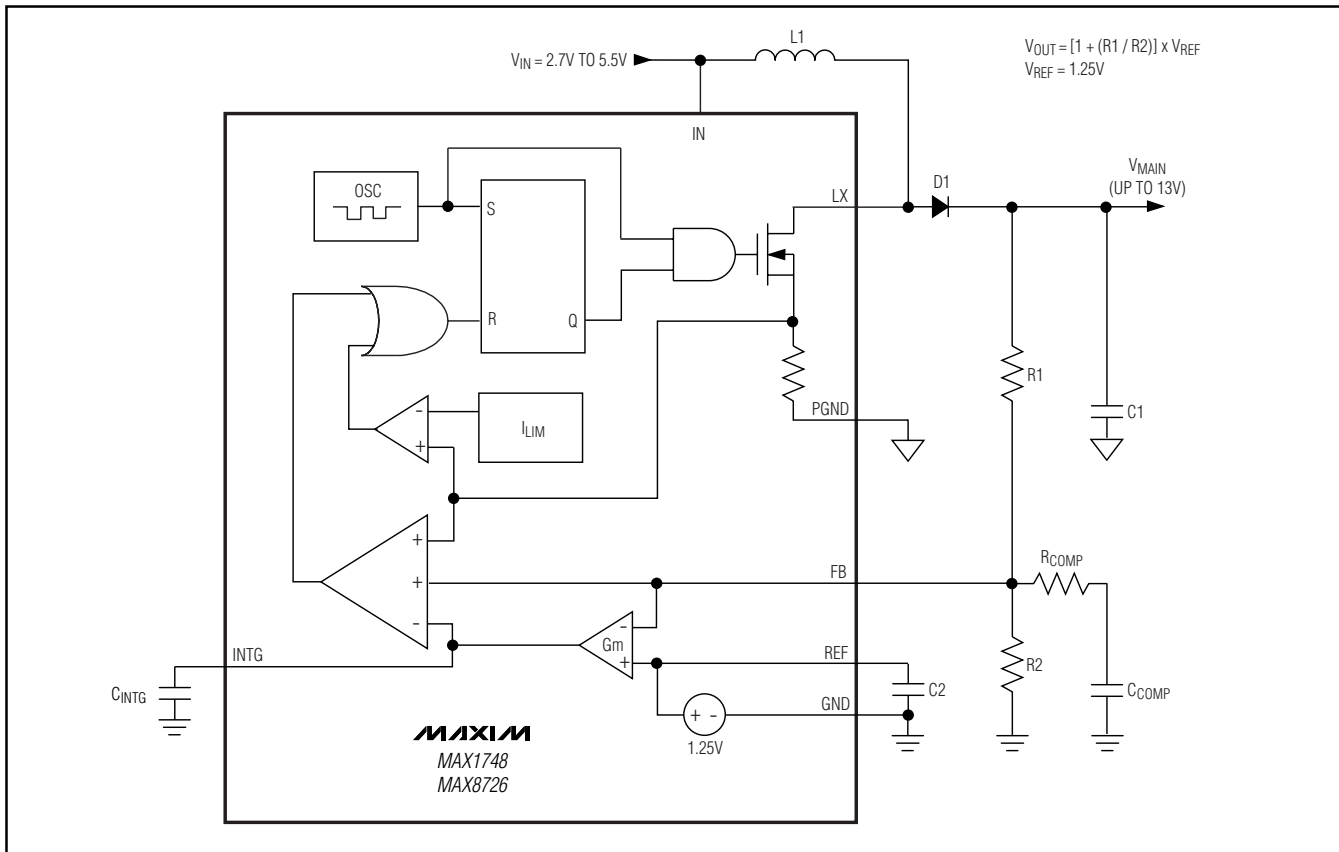 L1
V_IN = 2.7V TO 5.5V
V_OUT = [1 + (R1 / R2)] x V_REF
V_REF = 1.25V
IN
OSC
S
R
Q
LX
D1
V_MAIN
(UP TO 13V)
R1
C1
PGND
-
+
I_LIM
+
+
-
FB
R_COMP
-
Gm
+
REF
INTG
C_INTG
R2
C2
C_COMP
GND
+ -
1.25V
MAXIM
MAX1748
MAX8726